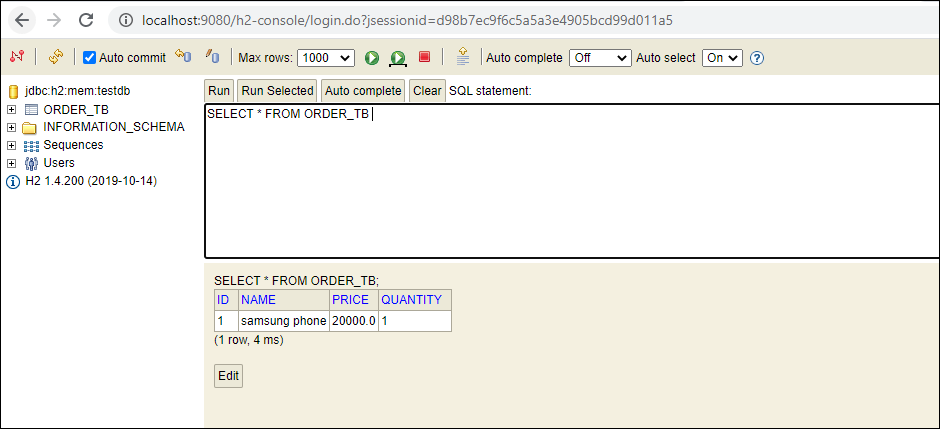 localhost:9080/h2-console/login.do?jsessionid=d98b7ec9f6c5a5a3e4905bcd99d011a5
Auto commit Max rows: 1000 Auto complete Off Auto select On
jdbc:h2:mem:testdb
ORDER_TB
INFORMATION_SCHEMA
Sequences
Users
H2 1.4.200 (2019-10-14)
Run Run Selected Auto complete Clear SQL statement:
SELECT * FROM ORDER_TB
SELECT * FROM ORDER_TB;
ID NAME PRICE QUANTITY
1 samsung phone 20000.0 1
(1 row, 4 ms)
Edit